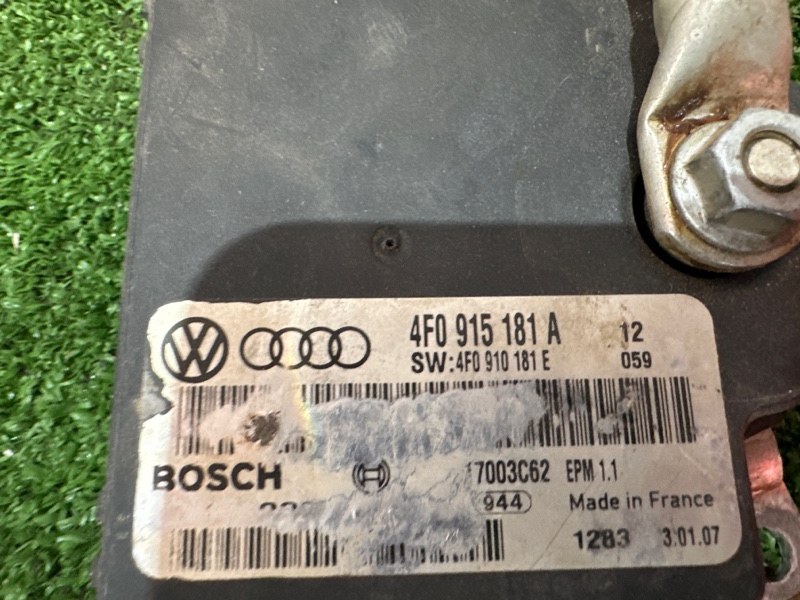 4F0 915 181 A 12
SW:4F0 910 181 E 059
BOSCH 7003C62 EPM 1.1
944 Made in France
1283 3.01.07